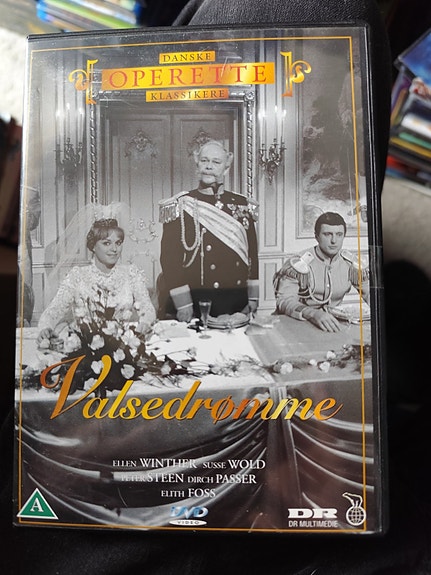 DANSKE
OPERETTE
KLASSIKERE
Valsedrømme
ELLEN WINTHER SUSSE WOLD
PETER STEEN DIRCH PASSER
ELITH FOSS
A
DVD
VIDEO
DR
DR MULTIMEDIE